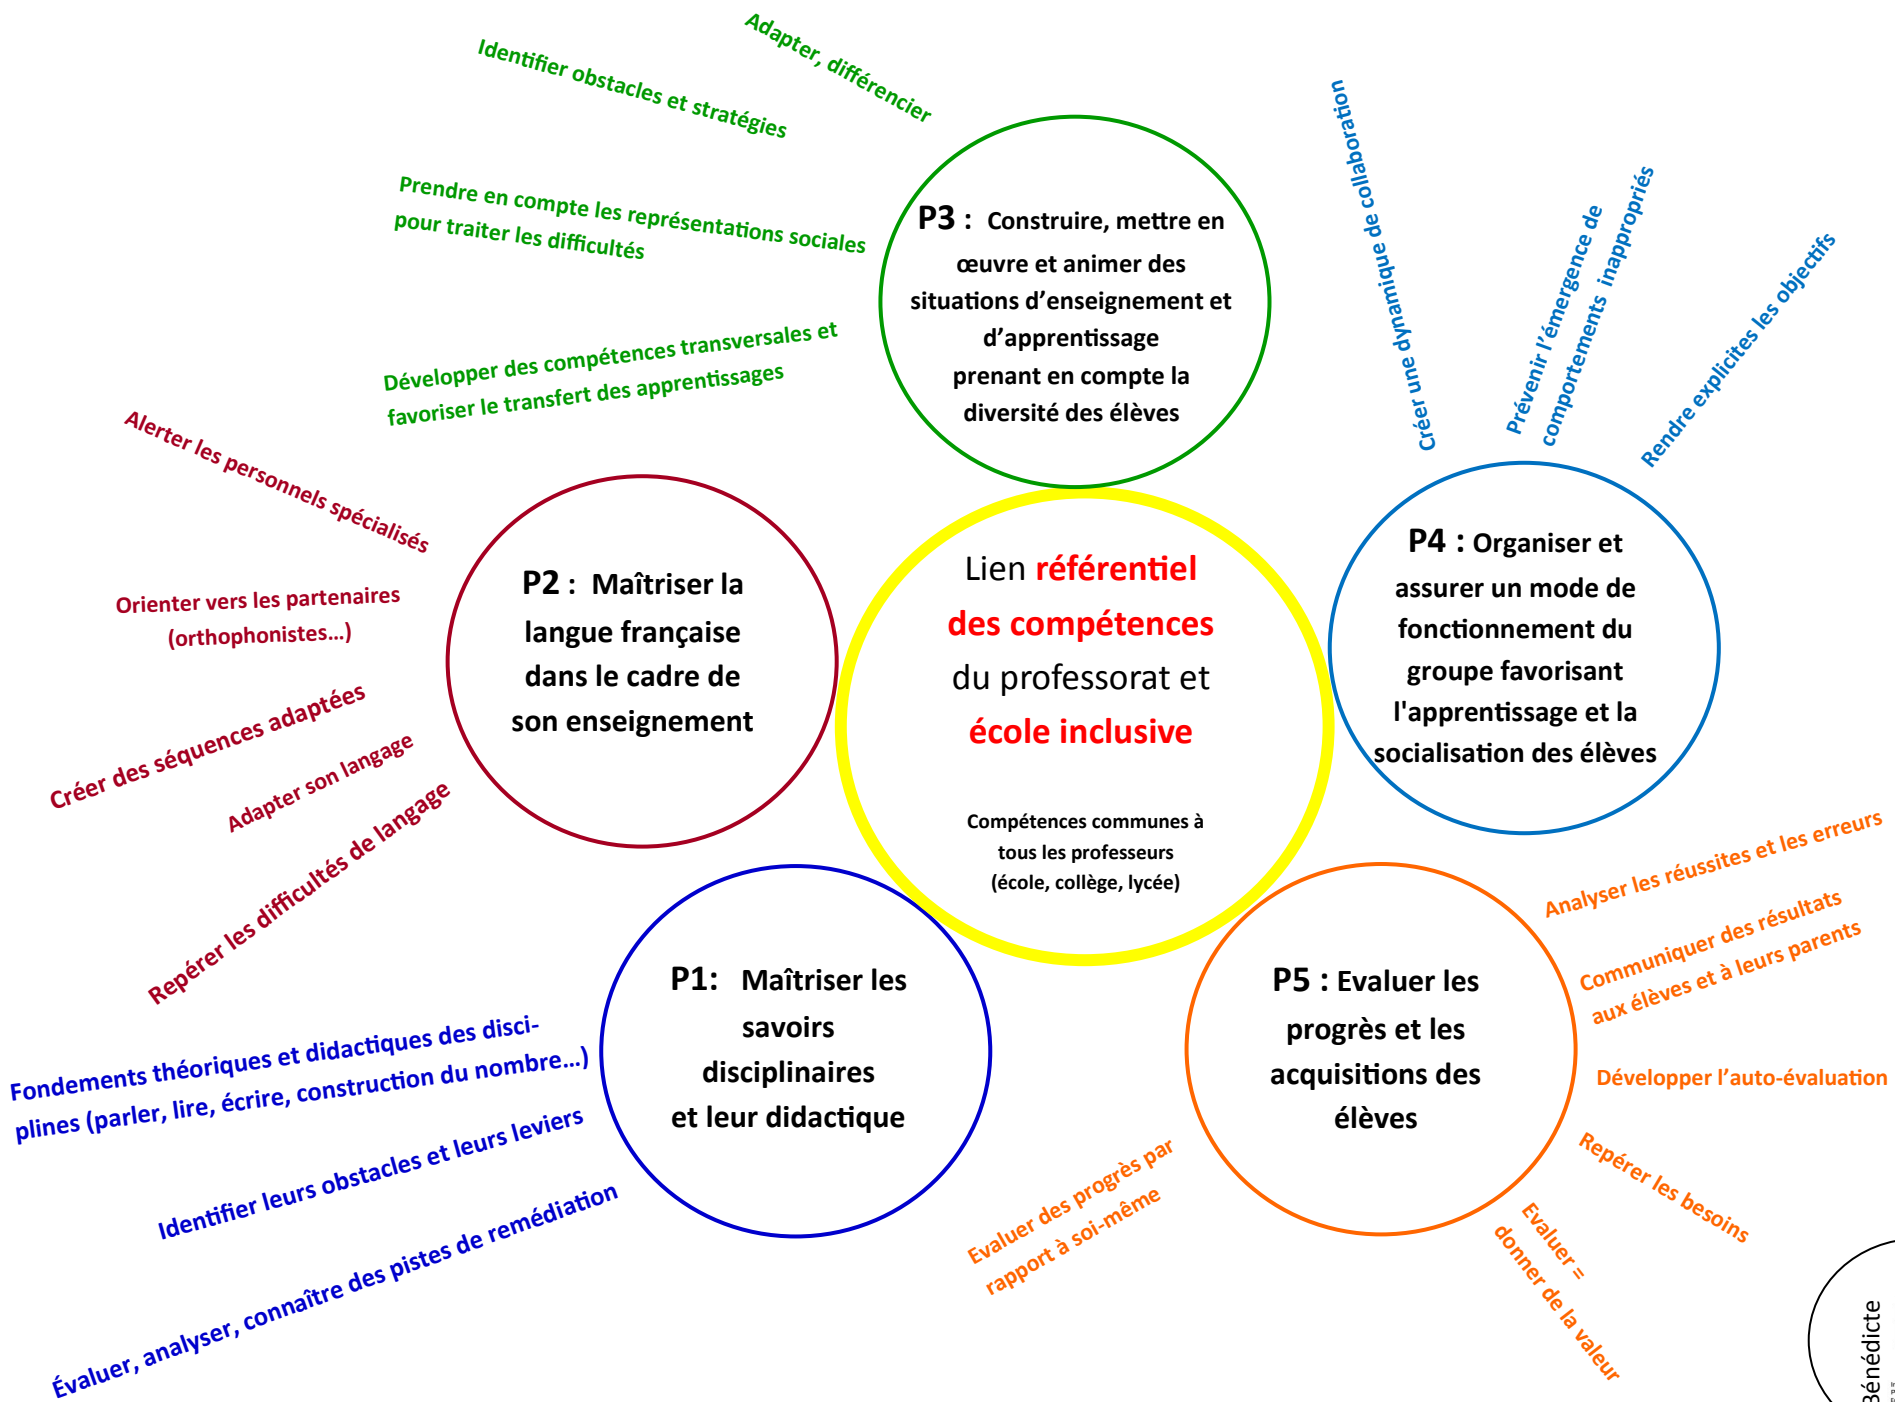 Adapter, différencier
Identifier obstacles et stratégies
Prendre en compte les représentations sociales
pour traiter les difficultés
Développer des compétences transversales et
favoriser le transfert des apprentissages
P3 : Construire, mettre en
œuvre et animer des
situations d’enseignement et
d’apprentissage
prenant en compte la
diversité des élèves
Créer une dynamique de collaboration
Prévenir l’émergence de
comportements inappropriés
Rendre explicites les objectifs
P4 : Organiser et
assurer un mode de
fonctionnement du
groupe favorisant
l'apprentissage et la
socialisation des élèves
Alerter les personnels spécialisés
Orienter vers les partenaires
(orthophonistes…)
Créer des séquences adaptées
Adapter son langage
Repérer les difficultés de langage
P2 : Maîtriser la
langue française
dans le cadre de
son enseignement
Lien référentiel
des compétences
du professorat et
école inclusive
Compétences communes à
tous les professeurs
(école, collège, lycée)
Fondements théoriques et didactiques des disci-
plines (parler, lire, écrire, construction du nombre…)
Identifier leurs obstacles et leurs leviers
Évaluer, analyser, connaître des pistes de remédiation
P1: Maîtriser les
savoirs
disciplinaires
et leur didactique
P5 : Evaluer les
progrès et les
acquisitions des
élèves
Analyser les réussites et les erreurs
Communiquer des résultats
aux élèves et à leurs parents
Développer l’auto-évaluation
Repérer les besoins
Evaluer =
donner de la valeur
Evaluer des progrès par
rapport à soi-même
Bénédicte